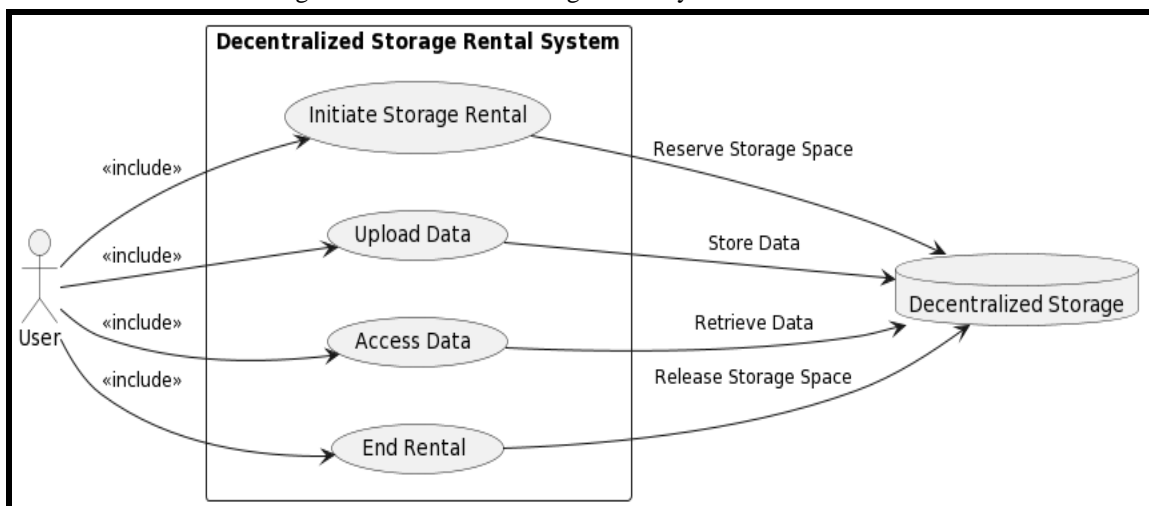 Decentralized Storage Rental System
Initiate Storage Rental
Reserve Storage Space
«include»
«include»
Upload Data
Store Data
Decentralized Storage
User
«include»
Access Data
Retrieve Data
«include»
Release Storage Space
End Rental